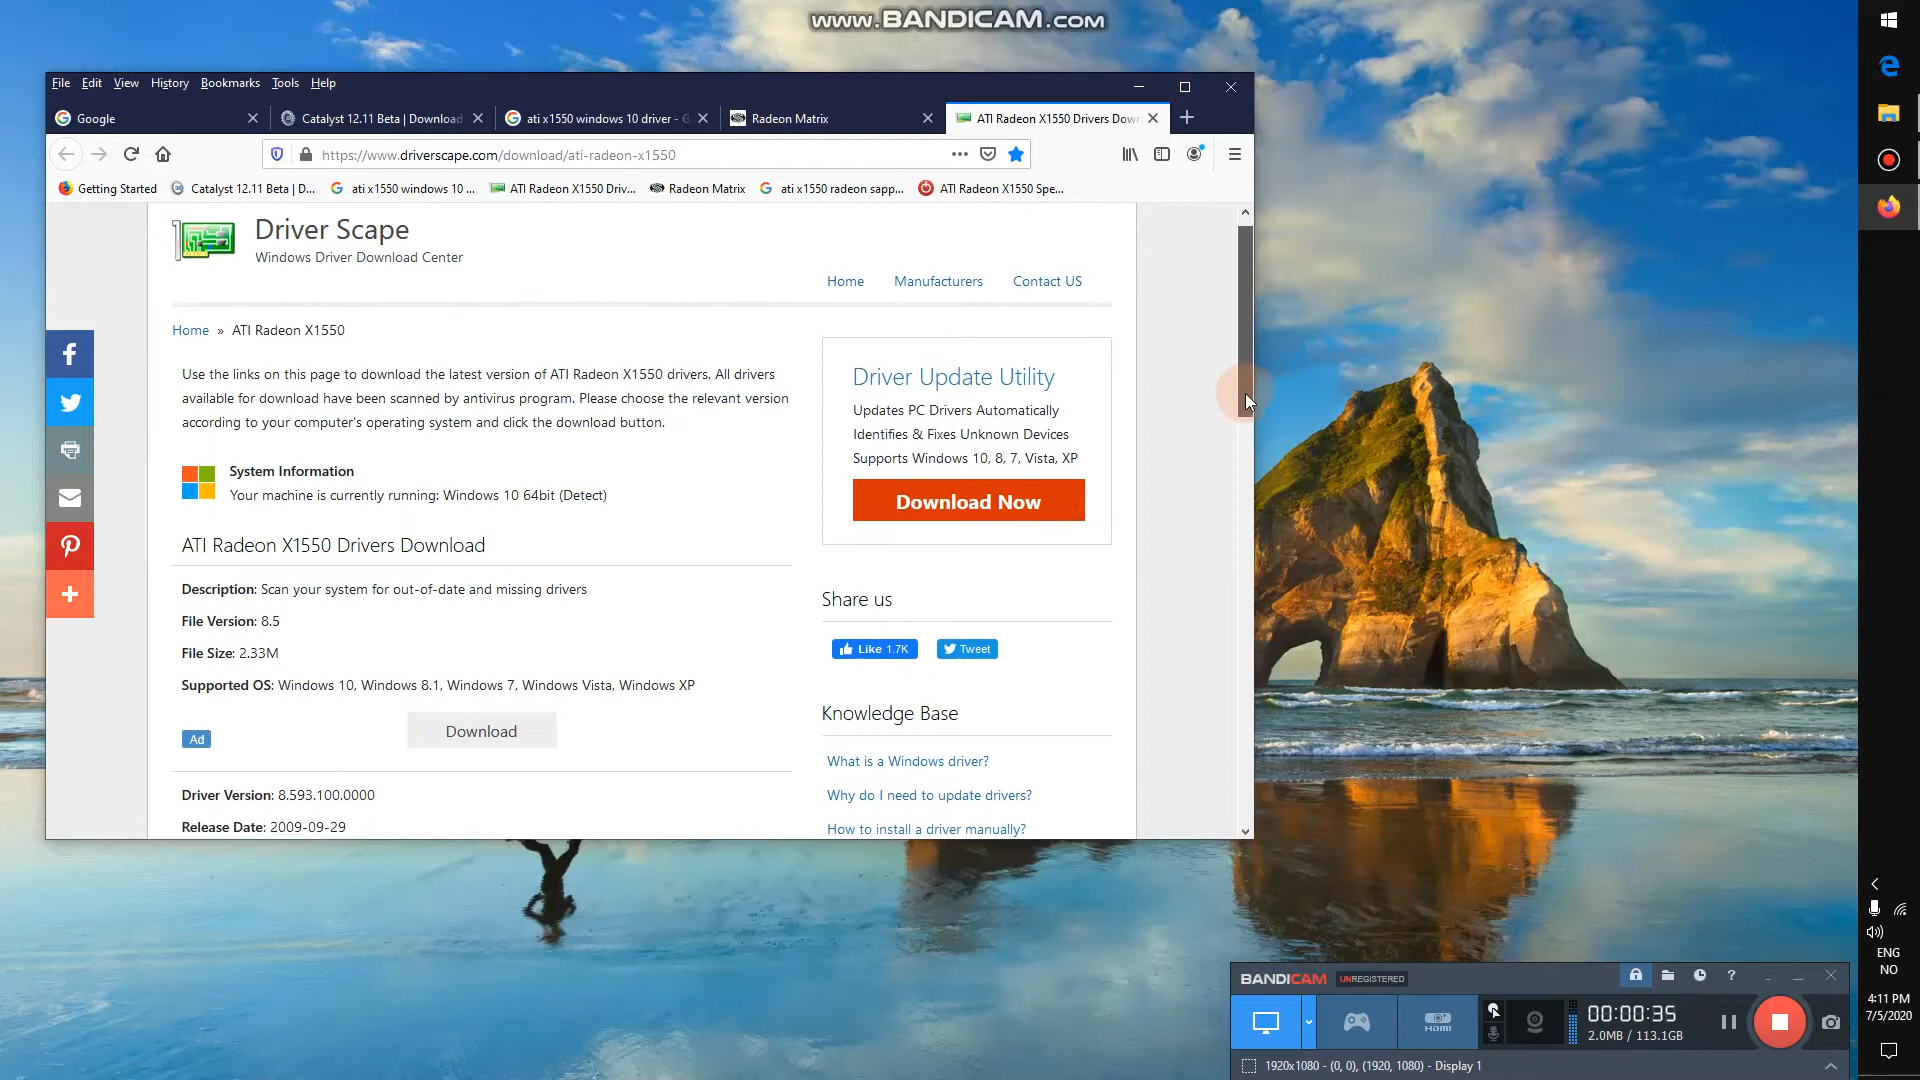 www.BANDICAM.com
File Edit View History Bookmarks Tools Help
Google
Catalyst 12.11 Beta | Download
ati x1550 windows 10 driver - G
Radeon Matrix
ATI Radeon X1550 Drivers Down
https://www.driverscape.com/download/ati-radeon-x1550
Getting Started
Catalyst 12.11 Beta | D...
ati x1550 windows 10 ...
ATI Radeon X1550 Driv...
Radeon Matrix
ati x1550 radeon sapp...
ATI Radeon X1550 Spe...
Driver Scape
Windows Driver Download Center
Home Manufacturers Contact US
Home » ATI Radeon X1550
Use the links on this page to download the latest version of ATI Radeon X1550 drivers. All drivers
available for download have been scanned by antivirus program. Please choose the relevant version
according to your computer's operating system and click the download button.
System Information
Your machine is currently running: Windows 10 64bit (Detect)
ATI Radeon X1550 Drivers Download
Description: Scan your system for out-of-date and missing drivers
File Version: 8.5
File Size: 2.33M
Supported OS: Windows 10, Windows 8.1, Windows 7, Windows Vista, Windows XP
Ad
Download
Driver Version: 8.593.100.0000
Release Date: 2009-09-29
Driver Update Utility
Updates PC Drivers Automatically
Identifies & Fixes Unknown Devices
Supports Windows 10, 8, 7, Vista, XP
Download Now
Share us
Like 1.7K
Tweet
Knowledge Base
What is a Windows driver?
Why do I need to update drivers?
How to install a driver manually?
BANDICAM UNREGISTERED
HDMI
00:00:35
2.0MB / 113.1GB
1920x1080 - (0, 0), (1920, 1080) - Display 1
ENG
NO
4:11 PM
7/5/2020